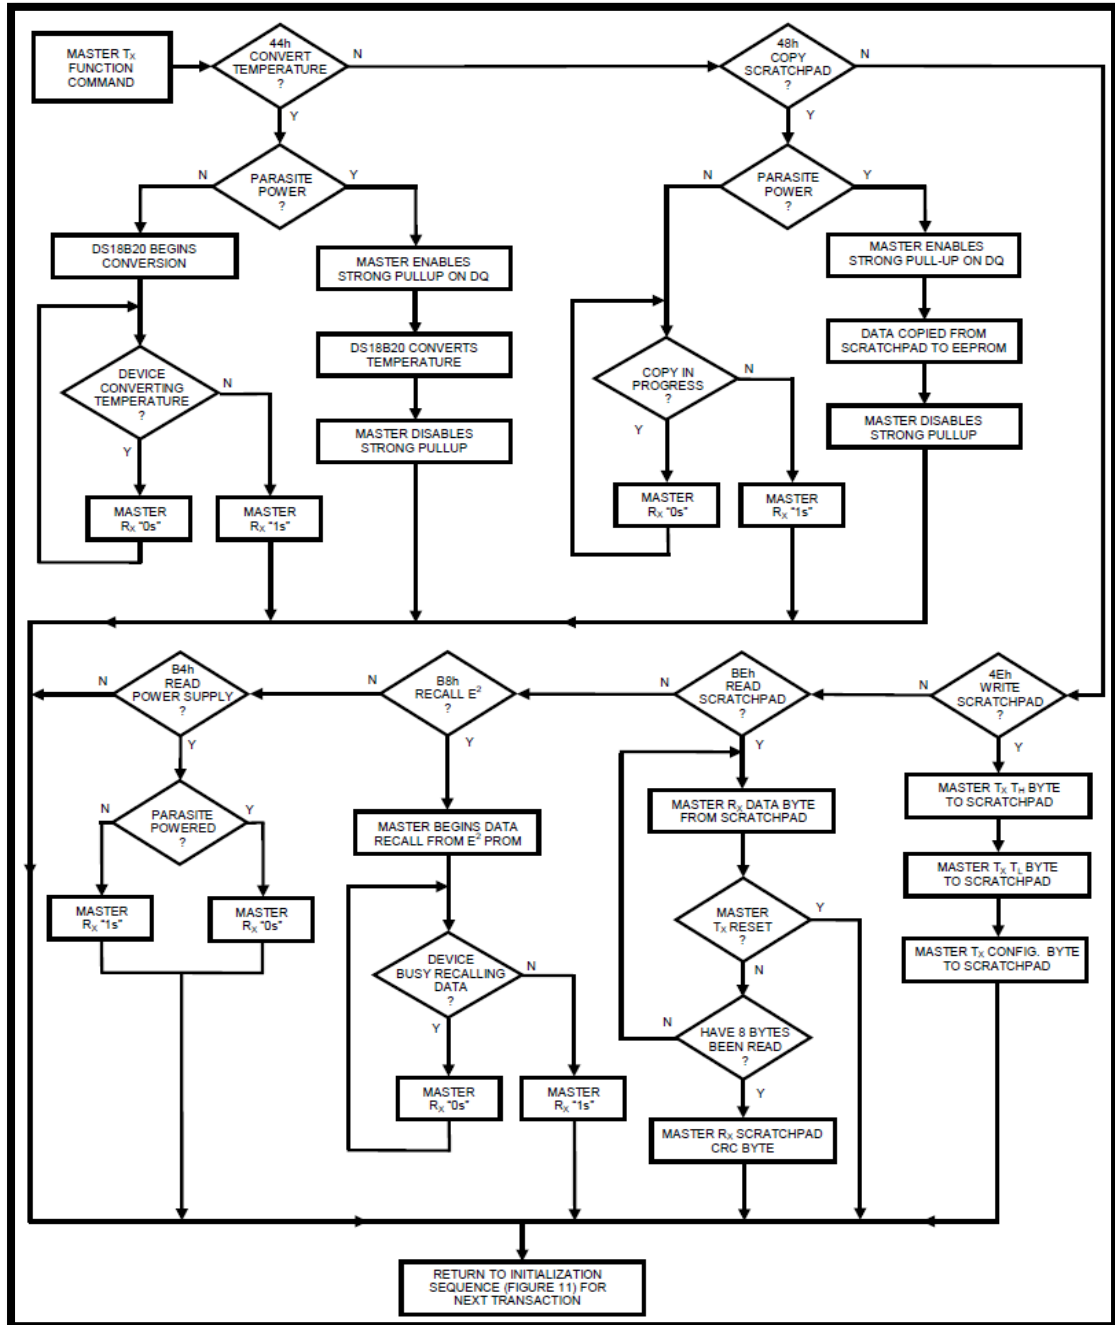 MASTER TX
FUNCTION
COMMAND
44h
CONVERT
TEMPERATURE
?
N
Y
48h
COPY
SCRATCHPAD
?
N
Y
N
PARASITE
POWER
?
Y
N
PARASITE
POWER
?
Y
DS18B20 BEGINS
CONVERSION
MASTER ENABLES
STRONG PULLUP ON DQ
MASTER ENABLES
STRONG PULL-UP ON DQ
DS18B20 CONVERTS
TEMPERATURE
DATA COPIED FROM
SCRATCHPAD TO EEPROM
DEVICE
CONVERTING
TEMPERATURE
?
N
Y
COPY IN
PROGRESS
?
N
Y
MASTER DISABLES
STRONG PULLUP
MASTER DISABLES
STRONG PULLUP
MASTER
RX "0s"
MASTER
RX "1s"
MASTER
RX "0s"
MASTER
RX "1s"
N
B4h
READ
POWER SUPPLY
?
Y
N
B8h
RECALL E²
?
Y
N
BEh
READ
SCRATCHPAD
?
Y
N
4Eh
WRITE
SCRATCHPAD
?
Y
N
PARASITE
POWERED
?
Y
MASTER BEGINS DATA
RECALL FROM E² PROM
MASTER RX DATA BYTE
FROM SCRATCHPAD
MASTER TX TH BYTE
TO SCRATCHPAD
MASTER TX TL BYTE
TO SCRATCHPAD
MASTER
RX "1s"
MASTER
RX "0s"
MASTER
TX RESET
?
Y
N
MASTER TX CONFIG. BYTE
TO SCRATCHPAD
DEVICE
BUSY RECALLING
DATA
?
N
Y
N
HAVE 8 BYTES
BEEN READ
?
Y
MASTER
RX "0s"
MASTER
RX "1s"
MASTER RX SCRATCHPAD
CRC BYTE
RETURN TO INITIALIZATION
SEQUENCE (FIGURE 11) FOR
NEXT TRANSACTION